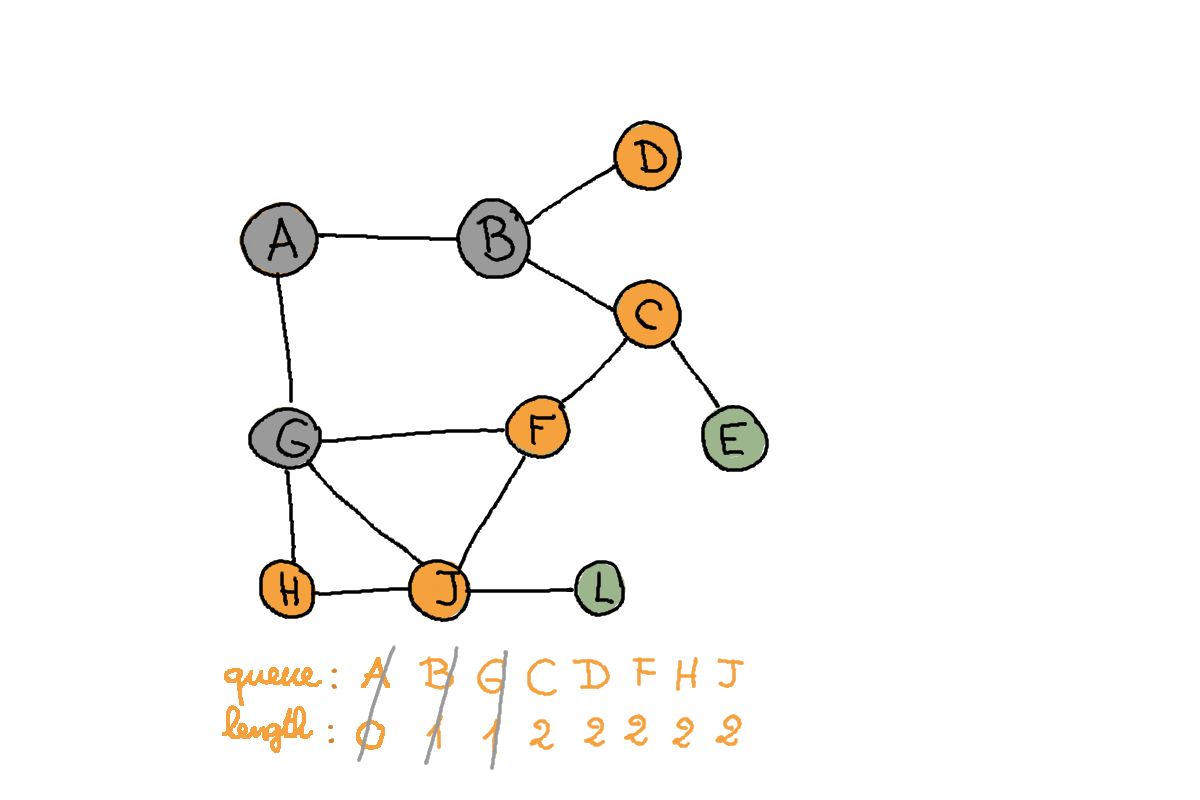 D
A B
C
G F E
H J L
queue: A B G C D F H J
length: 0 1 1 2 2 2 2 2